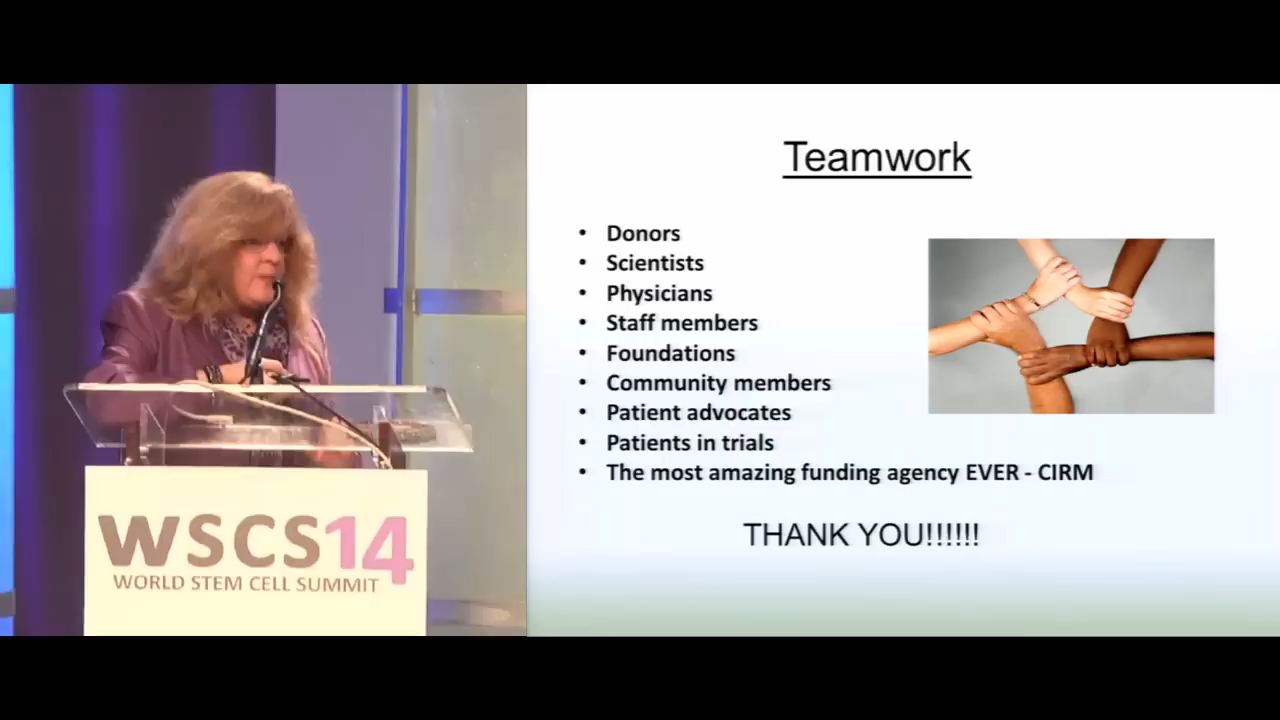 WSCS14
WORLD STEM CELL SUMMIT
Teamwork
• Donors
• Scientists
• Physicians
• Staff members
• Foundations
• Community members
• Patient advocates
• Patients in trials
• The most amazing funding agency EVER - CIRM
THANK YOU!!!!!!